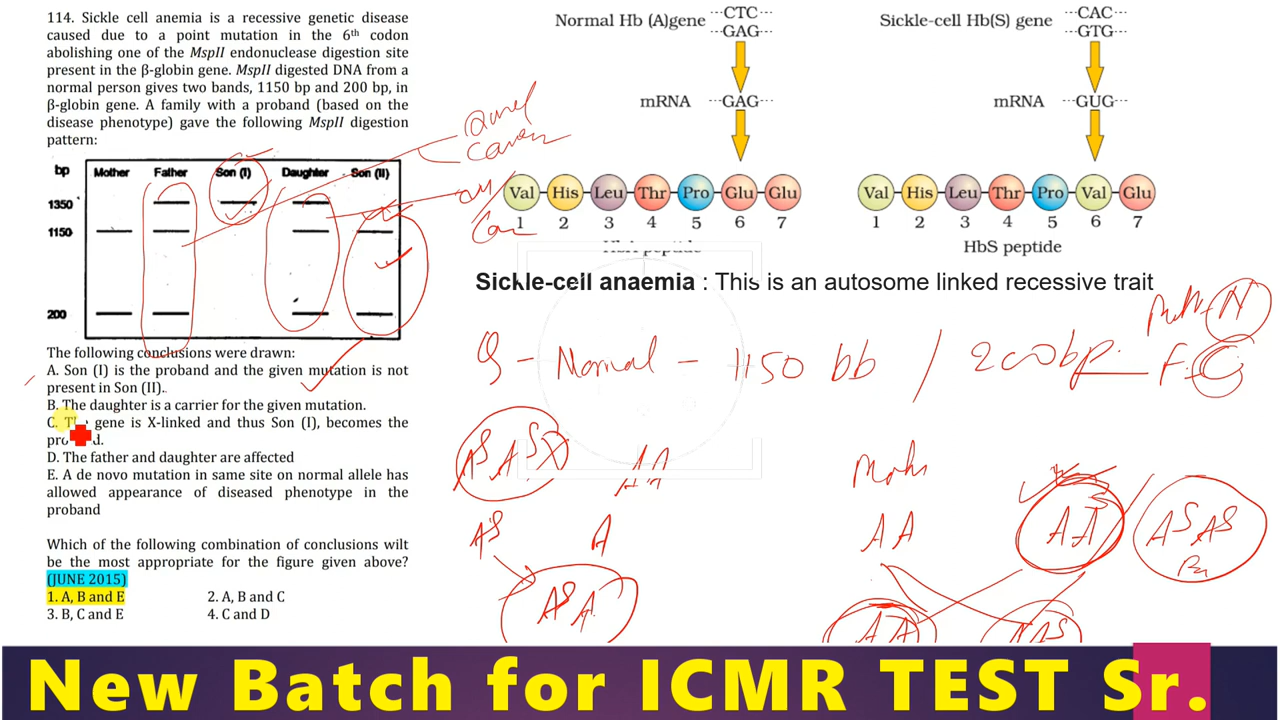 114. Sickle cell anemia is a recessive genetic disease
caused due to a point mutation in the 6th codon
abolishing one of the MspII endonuclease digestion site
present in the β-globin gene. MspII digested DNA from a
normal person gives two bands, 1150 bp and 200 bp, in
β-globin gene. A family with a proband (based on the
disease phenotype) gave the following MspII digestion
pattern:
bp Mother Father Son (I) Daughter Son (II)
1350
1150
200
The following conclusions were drawn:
A. Son (I) is the proband and the given mutation is not
present in Son (II).
B. The daughter is a carrier for the given mutation.
C. The gene is X-linked and thus Son (I), becomes the
D. The father and daughter are affected
E. A de novo mutation in same site on normal allele has
allowed appearance of diseased phenotype in the
proband
Which of the following combination of conclusions wilt
be the most appropriate for the figure given above?
(JUNE 2015)
1. A, B and E 2. A, B and C
3. B, C and E 4. C and D
Normal Hb (A)gene
CTC
GAG
mRNA GAG
Val His Leu Thr Pro Glu Glu
1 2 3 4 5 6 7
Sickle-cell Hb(S) gene
CAC
GTG
mRNA GUG
Val His Leu Thr Pro Val Glu
1 2 3 4 5 6 7
HbS peptide
Sickle-cell anaemia : This is an autosome linked recessive trait
Normal - 1150 bb / 200bp
AS AS
AA
AS A
AS A
AA
AS AS
AA
New Batch for ICMR TEST Sr.